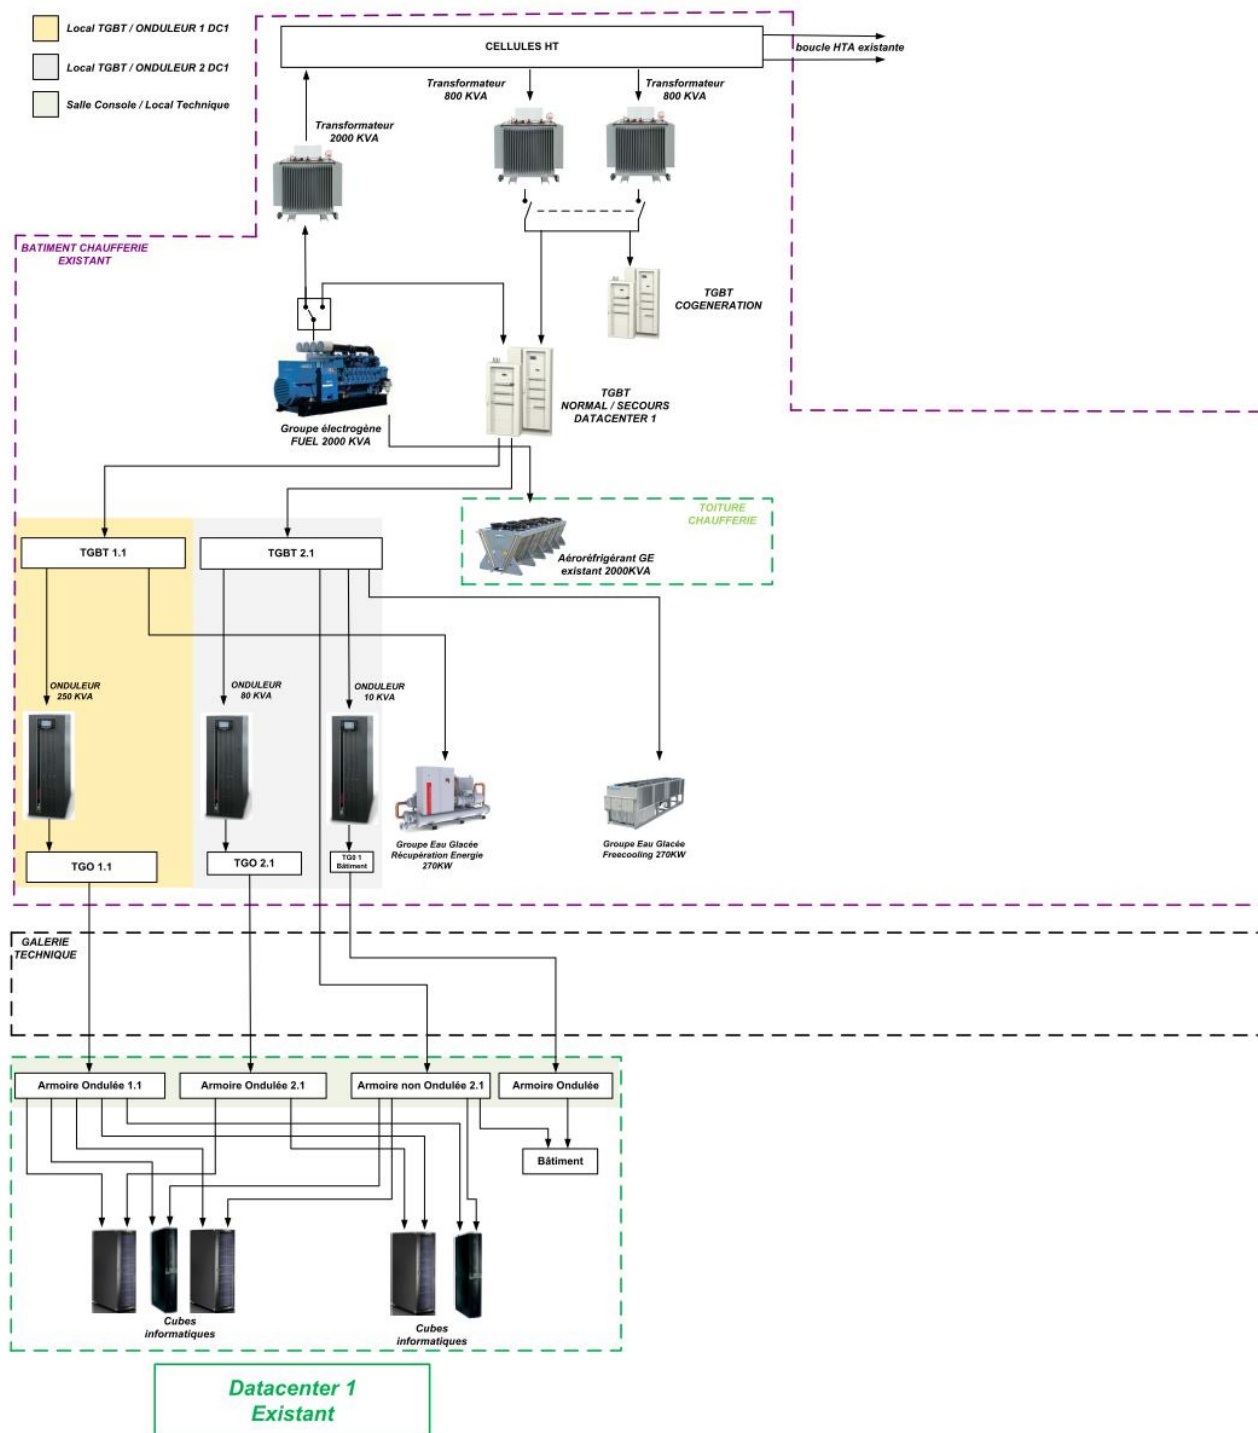 Local TGBT / ONDULEUR 1 DC1
Local TGBT / ONDULEUR 2 DC1
Salle Console / Local Technique
CELLULES HT
boucle HTA existante
Transformateur
800 KVA
Transformateur
800 KVA
Transformateur
2000 KVA
BATIMENT CHAUFFERIE
EXISTANT
TGBT
COGENERATION
TGBT
NORMAL / SECOURS
DATACENTER 1
Groupe électrogène
FUEL 2000 KVA
TOITURE
CHAUFFERIE
Aéroréfrigérant GE
existant 2000KVA
TGBT 1.1
TGBT 2.1
ONDULEUR
250 KVA
ONDULEUR
80 KVA
ONDULEUR
10 KVA
Groupe Eau Glacée
Récupération Energie
270KW
Groupe Eau Glacée
Freecooling 270KW
TGO 1.1
TGO 2.1
TG0 1
Bâtiment
GALERIE
TECHNIQUE
Armoire Ondulée 1.1
Armoire Ondulée 2.1
Armoire non Ondulée 2.1
Armoire Ondulée
Bâtiment
Cubes
informatiques
Cubes
informatiques
Datacenter 1
Existant